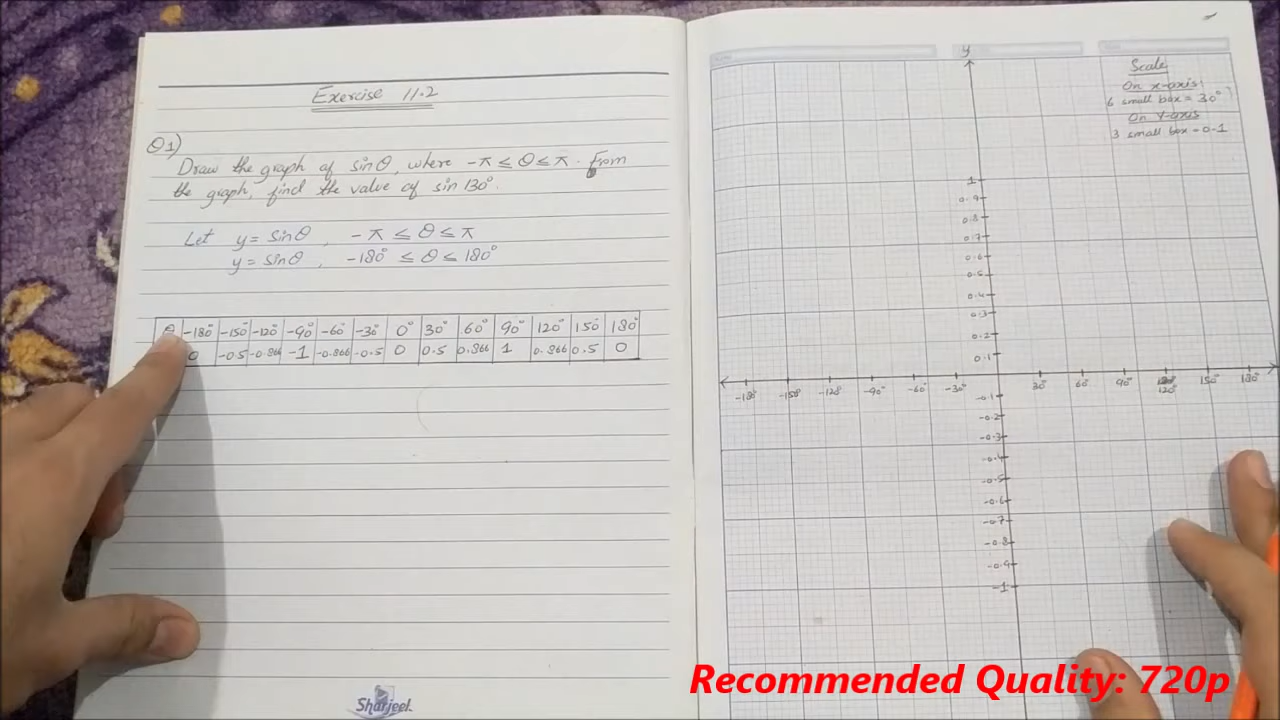 Exercise 11.2
Q1)
Draw the graph of sinθ, where -π ≤ θ ≤ π. From
the graph, find the value of sin 130°.
Let y = sinθ , -π ≤ θ ≤ π
y = sinθ , -180° ≤ θ ≤ 180°
θ -180° -150° -120° -90° -60° -30° 0° 30° 60° 90° 120° 150 180°
0 -0.5 -0.866 -1 -0.866 -0.5 0 0.5 0.866 1 0.866 0.5 0
Sharjeel
y
Scale
On x-axis
6 small box = 30°
On Y-axis
3 small box = 0.1
1
0.9
0.8
0.7
0.6
0.5
0.4
0.3
0.2
0.1
-180° -150° -120° -90° -60° -30° 30° 60° 90° 120° 150° 180°
-0.1
-0.2
-0.3
-0.4
-0.5
-0.6
-0.7
-0.8
-0.9
-1
Recommended Quality: 720p